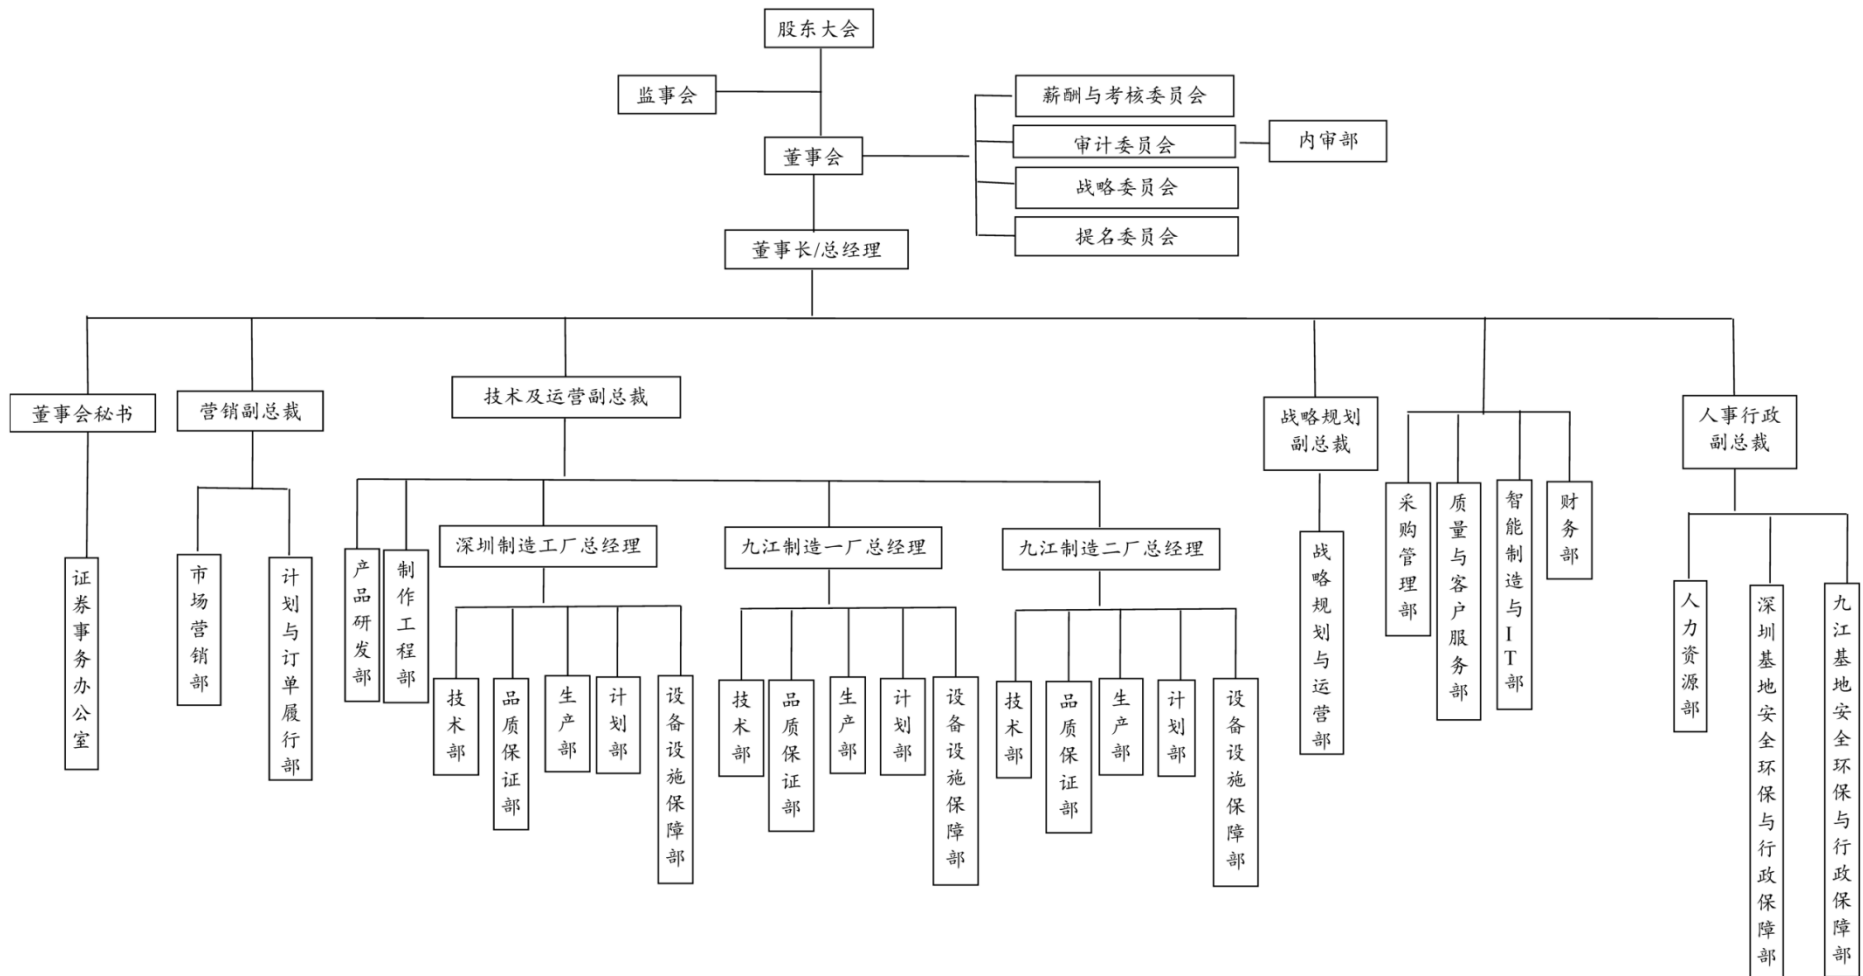 股东大会
监事会
薪酬与考核委员会
审计委员会
内审部
董事会
战略委员会
提名委员会
董事长/总经理
董事会秘书
营销副总裁
技术及运营副总裁
战略规划
副总裁
人事行政
副总裁
深圳制造工厂总经理
九江制造一厂总经理
九江制造二厂总经理
证券事务办公室
市场营销部
计划与订单履行部
产品研发部
制作工程部
技术部
品质保证部
生产部
计划部
设备设施保障部
技术部
品质保证部
生产部
计划部
设备设施保障部
技术部
品质保证部
生产部
计划部
设备设施保障部
战略规划与运营部
采购管理部
质量与客户服务部
智能制造与IT部
财务部
人力资源部
深圳基地安全环保与行政保障部
九江基地安全环保与行政保障部